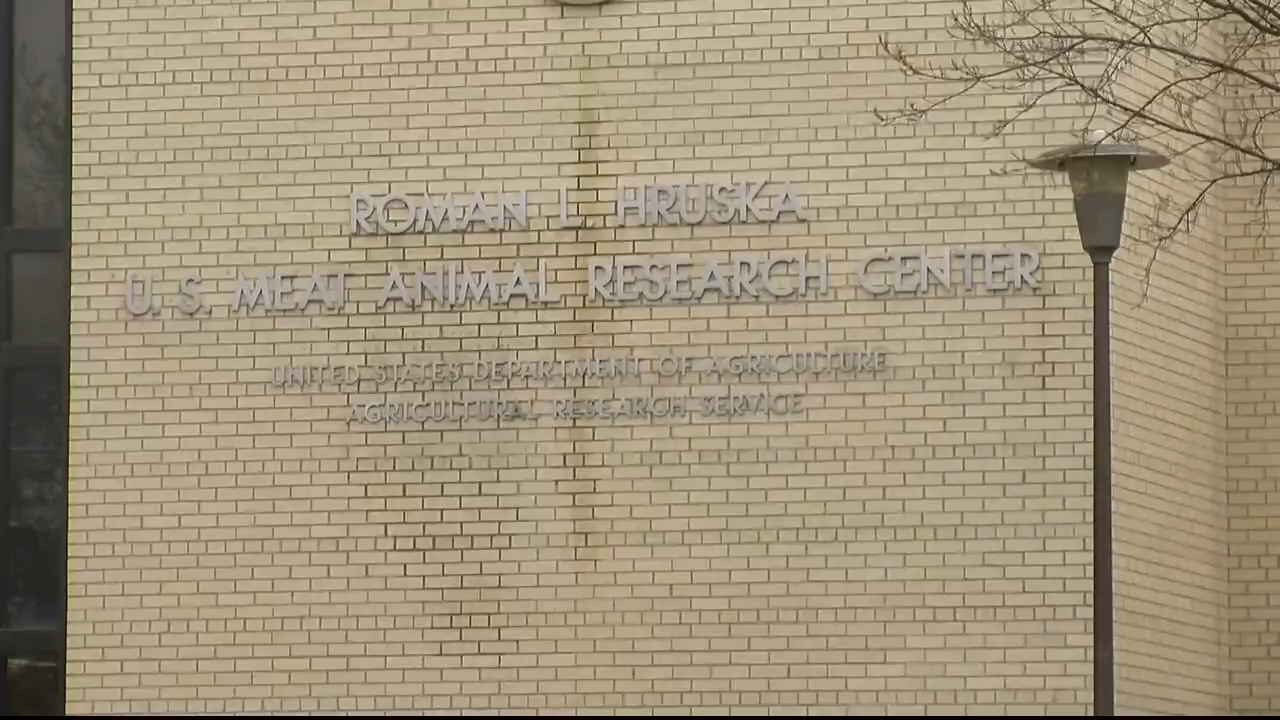 ROMAN L. HRUSKA
U.S. MEAT ANIMAL RESEARCH CENTER
UNITED STATES DEPARTMENT OF AGRICULTURE
AGRICULTURAL RESEARCH SERVICE